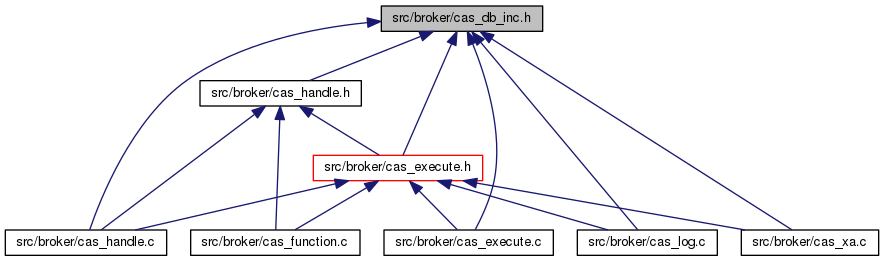 src/broker/cas_db_inc.h
src/broker/cas_handle.h
src/broker/cas_execute.h
src/broker/cas_handle.c
src/broker/cas_function.c
src/broker/cas_execute.c
src/broker/cas_log.c
src/broker/cas_xa.c